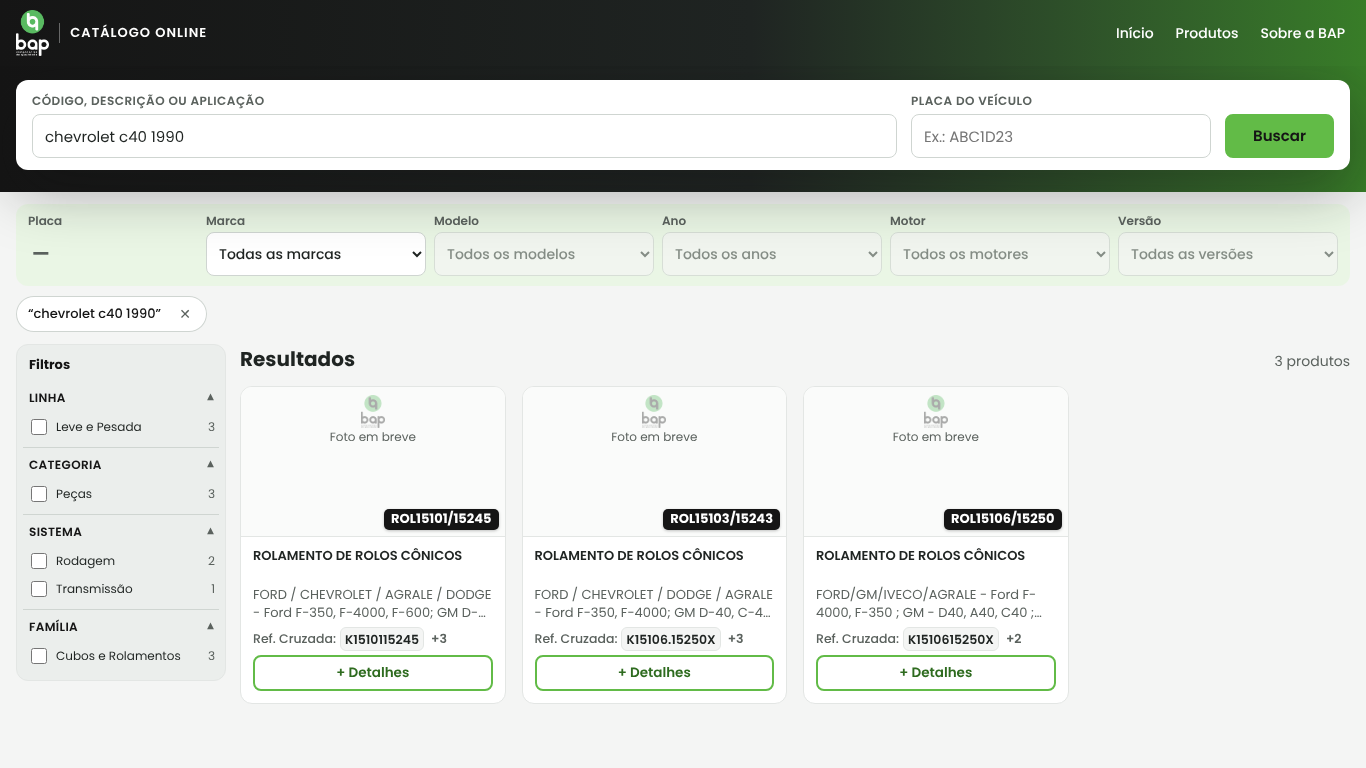 bap
CATÁLOGO ONLINE
Início
Produtos
Sobre a BAP
CÓDIGO, DESCRIÇÃO OU APLICAÇÃO
PLACA DO VEÍCULO
chevrolet c40 1990
Ex.: ABC1D23
Buscar
Placa
Marca
Modelo
Ano
Motor
Versão
—
Todas as marcas
Todos os modelos
Todos os anos
Todos os motores
Todas as versões
“chevrolet c40 1990” ×
Filtros
LINHA ▲
Leve e Pesada 3
CATEGORIA ▲
Peças 3
SISTEMA ▲
Rodagem 2
Transmissão 1
FAMÍLIA ▲
Cubos e Rolamentos 3
Resultados
3 produtos
bap
Foto em breve
ROL15101/15245
ROLAMENTO DE ROLOS CÔNICOS
FORD / CHEVROLET / AGRALE / DODGE
- Ford F-350, F-4000, F-600; GM D-...
Ref. Cruzada: K1510115245 +3
+ Detalhes
bap
Foto em breve
ROL15103/15243
ROLAMENTO DE ROLOS CÔNICOS
FORD / CHEVROLET / DODGE / AGRALE
- Ford F-350, F-4000; GM D-40, C-4...
Ref. Cruzada: K15106.15250X +3
+ Detalhes
bap
Foto em breve
ROL15106/15250
ROLAMENTO DE ROLOS CÔNICOS
FORD/GM/IVECO/AGRALE - Ford F-
4000, F-350 ; GM - D40, A40, C40 ;...
Ref. Cruzada: K1510615250X +2
+ Detalhes